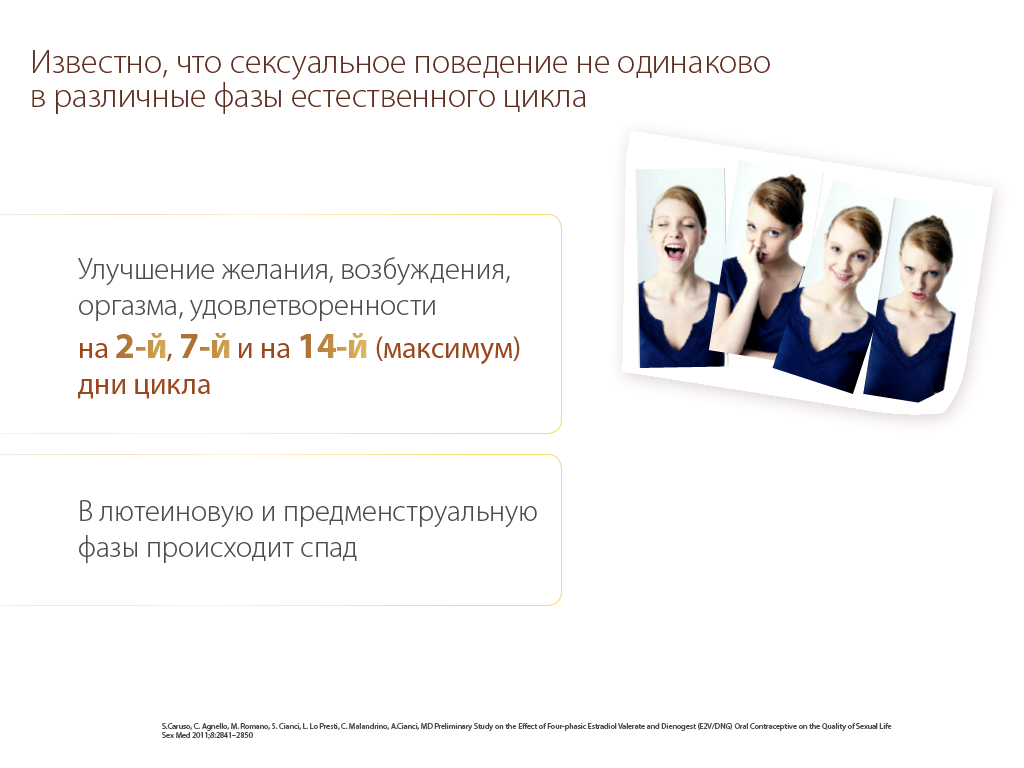 Известно, что сексуальное поведение не одинаково
в различные фазы естественного цикла
Улучшение желания, возбуждения,
оргазма, удовлетворенности
на 2-й, 7-й и на 14-й (максимум)
дни цикла
В лютеиновую и предменструальную
фазы происходит спад
S.Caruso, C. Agnello, M. Romano, S. Cianci, L. Lo Presti, C. Malandrino, A.Cianci, MD Preliminary Study on the Effect of Four-phasic Estradiol Valerate and Dienogest (E2V/DNG) Oral Contraceptive on the Quality of Sexual Life
Sex Med 2011;8:2841–2850